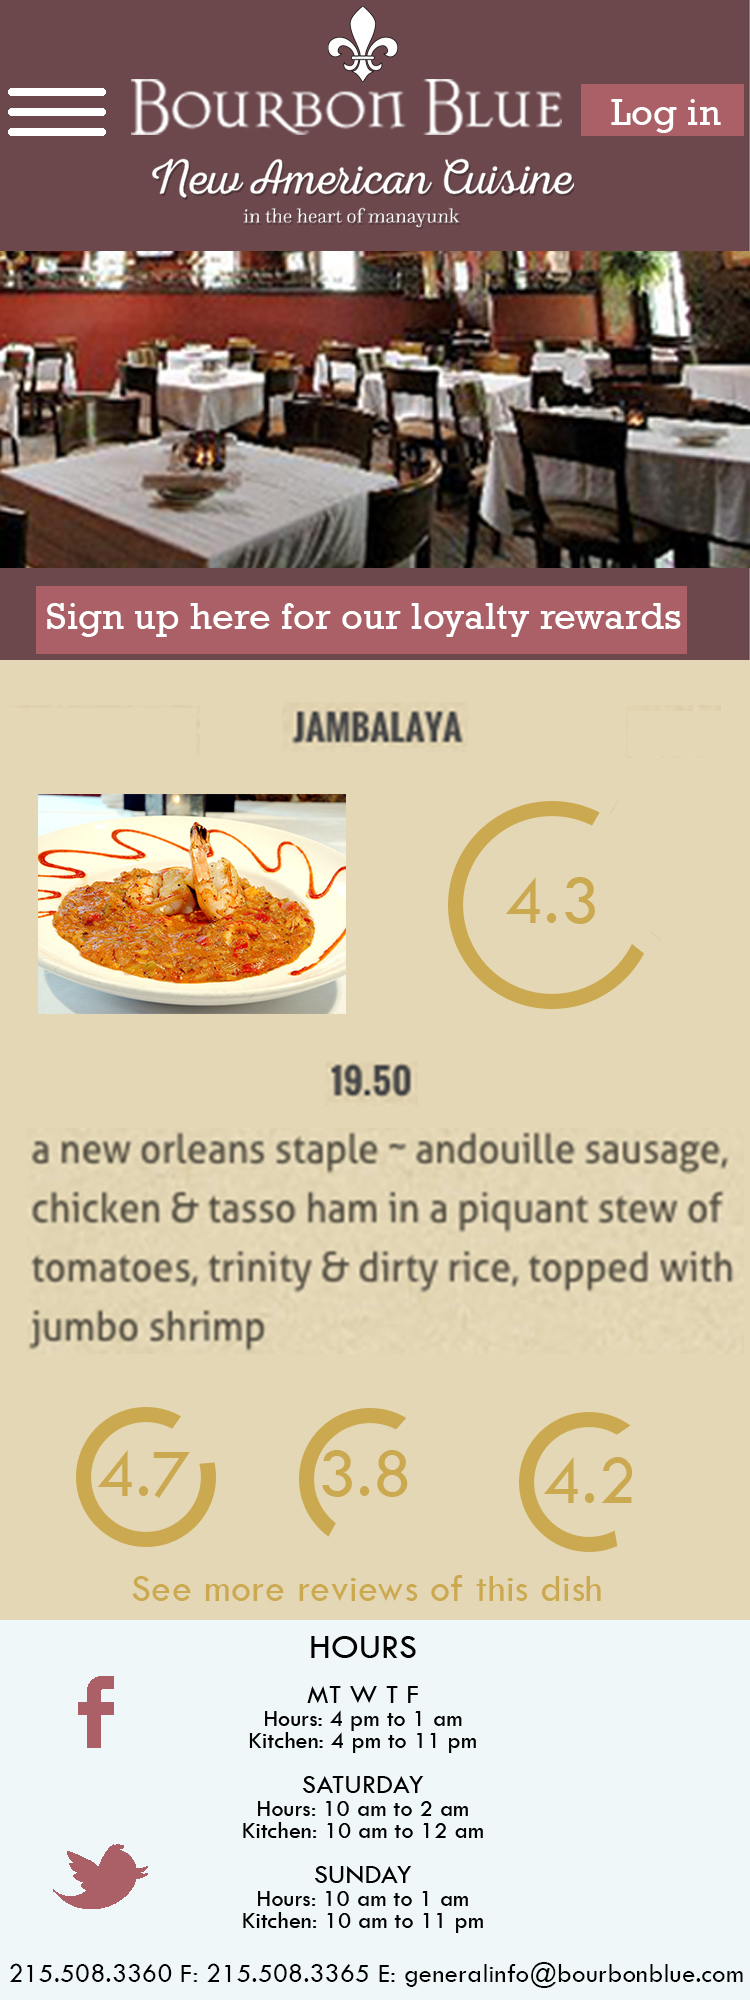 BOURBON BLUE
Log in
New American Cuisine
in the heart of manayunk
Sign up here for our loyalty rewards
JAMBALAYA
4.3
19.50
a new orleans staple ~ andouille sausage,
chicken & tasso ham in a piquant stew of
tomatoes, trinity & dirty rice, topped with
jumbo shrimp
4.7 3.8 4.2
See more reviews of this dish
HOURS
MT W T F
Hours: 4 pm to 1 am
Kitchen: 4 pm to 11 pm
SATURDAY
Hours: 10 am to 2 am
Kitchen: 10 am to 12 am
SUNDAY
Hours: 10 am to 1 am
Kitchen: 10 am to 11 pm
215.508.3360 F: 215.508.3365 E: generalinfo@bourbonblue.com